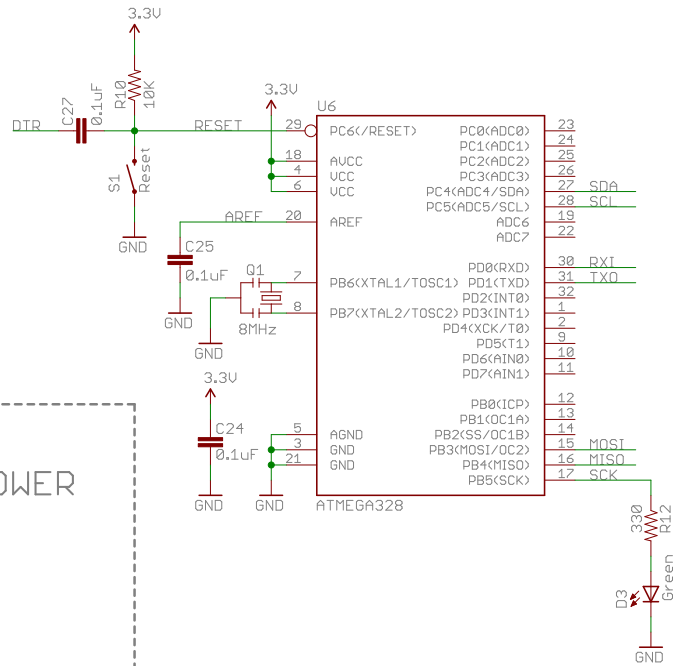 3.3V
R10
10K
C27
0.1uF
DTR
RESET
S1
Reset
GND
3.3V
U6
29 PC6(/RESET)
18 AVCC
4 VCC
6 VCC
AREF 20 AREF
C25
0.1uF
GND
Q1
8MHz
GND
7 PB6(XTAL1/TOSC1)
8 PB7(XTAL2/TOSC2)
3.3V
C24
0.1uF
GND
5 AGND
3 GND
21 GND
GND
ATMEGA328
PC0(ADC0) 23
PC1(ADC1) 24
PC2(ADC2) 25
PC3(ADC3) 26
PC4(ADC4/SDA) 27 SDA
PC5(ADC5/SCL) 28 SCL
ADC6 19
ADC7 22
PD0(RXD) 30 RXI
PD1(TXD) 31 TXO
PD2(INT0) 32
PD3(INT1) 1
PD4(XCK/T0) 2
PD5(T1) 9
PD6(AIN0) 10
PD7(AIN1) 11
PB0(ICP) 12
PB1(OC1A) 13
PB2(SS/OC1B) 14
PB3(MOSI/OC2) 15 MOSI
PB4(MISO) 16 MISO
PB5(SCK) 17 SCK
330
R12
D3
Green
GND
OWER